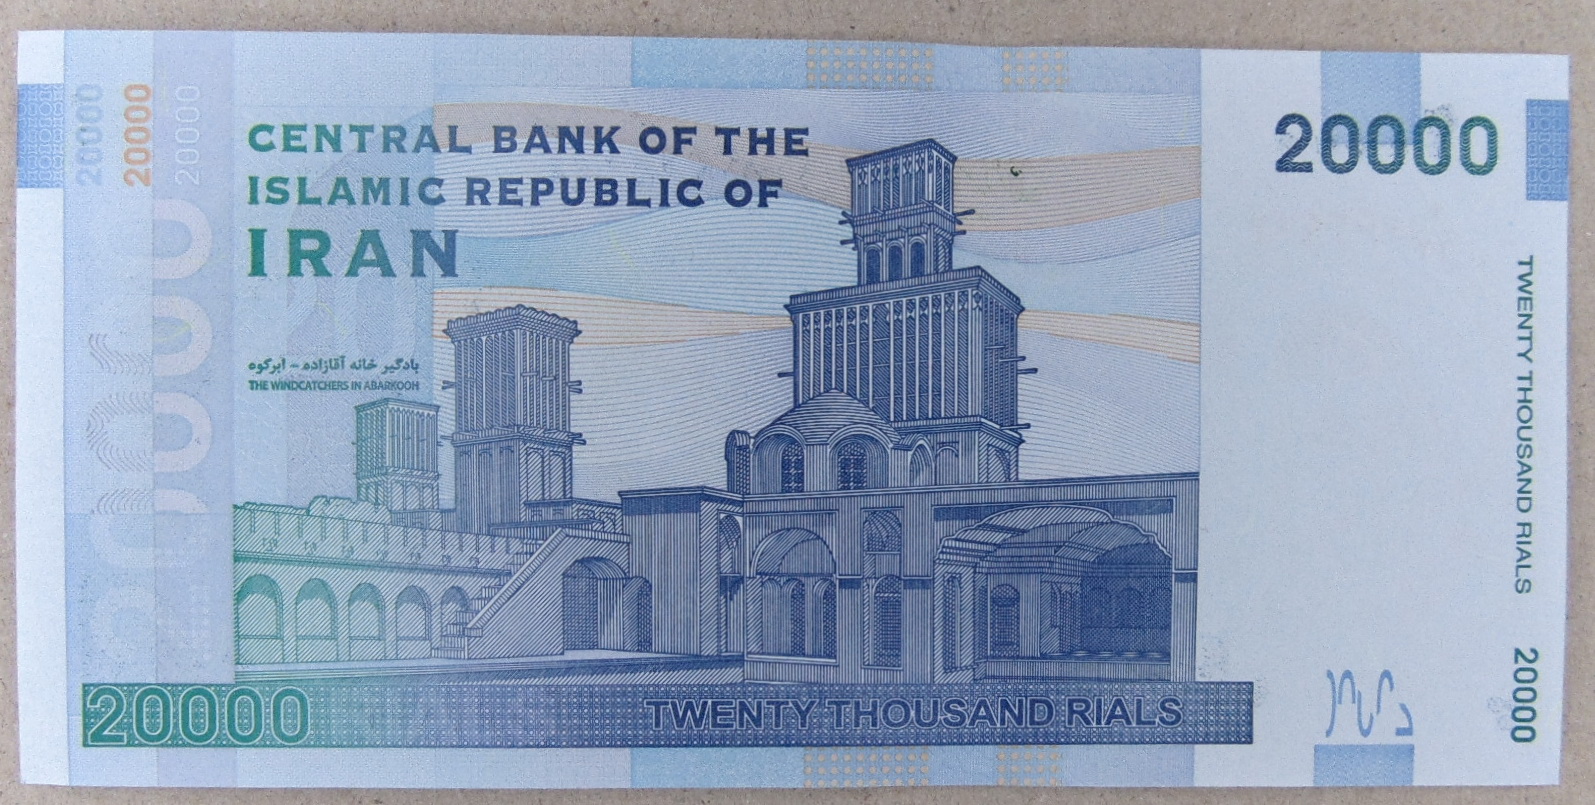 20000
20000
20000
CENTRAL BANK OF THE
ISLAMIC REPUBLIC OF
IRAN
20000
بادگیر خانه آقازاده - ابرکوه
THE WINDCATCHERS IN ABARKOOH
TWENTY THOUSAND RIALS 20000
20000
TWENTY THOUSAND RIALS